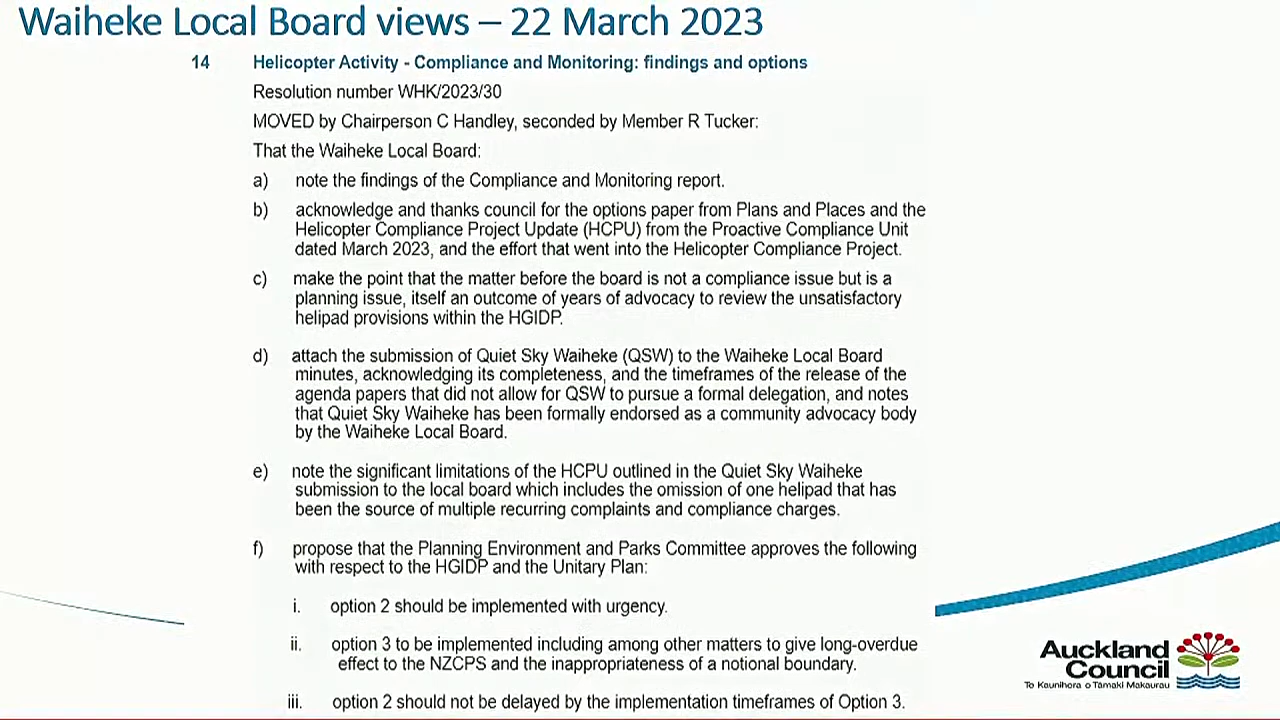 Waiheke Local Board views – 22 March 2023
14 Helicopter Activity - Compliance and Monitoring: findings and options
Resolution number WHK/2023/30
MOVED by Chairperson C Handley, seconded by Member R Tucker:
That the Waiheke Local Board:
a) note the findings of the Compliance and Monitoring report.
b) acknowledge and thanks council for the options paper from Plans and Places and the
Helicopter Compliance Project Update (HCPU) from the Proactive Compliance Unit
dated March 2023, and the effort that went into the Helicopter Compliance Project.
c) make the point that the matter before the board is not a compliance issue but is a
planning issue, itself an outcome of years of advocacy to review the unsatisfactory
helipad provisions within the HGIDP.
d) attach the submission of Quiet Sky Waiheke (QSW) to the Waiheke Local Board
minutes, acknowledging its completeness, and the timeframes of the release of the
agenda papers that did not allow for QSW to pursue a formal delegation, and notes
that Quiet Sky Waiheke has been formally endorsed as a community advocacy body
by the Waiheke Local Board.
e) note the significant limitations of the HCPU outlined in the Quiet Sky Waiheke
submission to the local board which includes the omission of one helipad that has
been the source of multiple recurring complaints and compliance charges.
f) propose that the Planning Environment and Parks Committee approves the following
with respect to the HGIDP and the Unitary Plan:
i. option 2 should be implemented with urgency.
ii. option 3 to be implemented including among other matters to give long-overdue
effect to the NZCPS and the inappropriateness of a notional boundary.
iii. option 2 should not be delayed by the implementation timeframes of Option 3.
Auckland
Council
Te Kaunihera o Tāmaki Makaurau